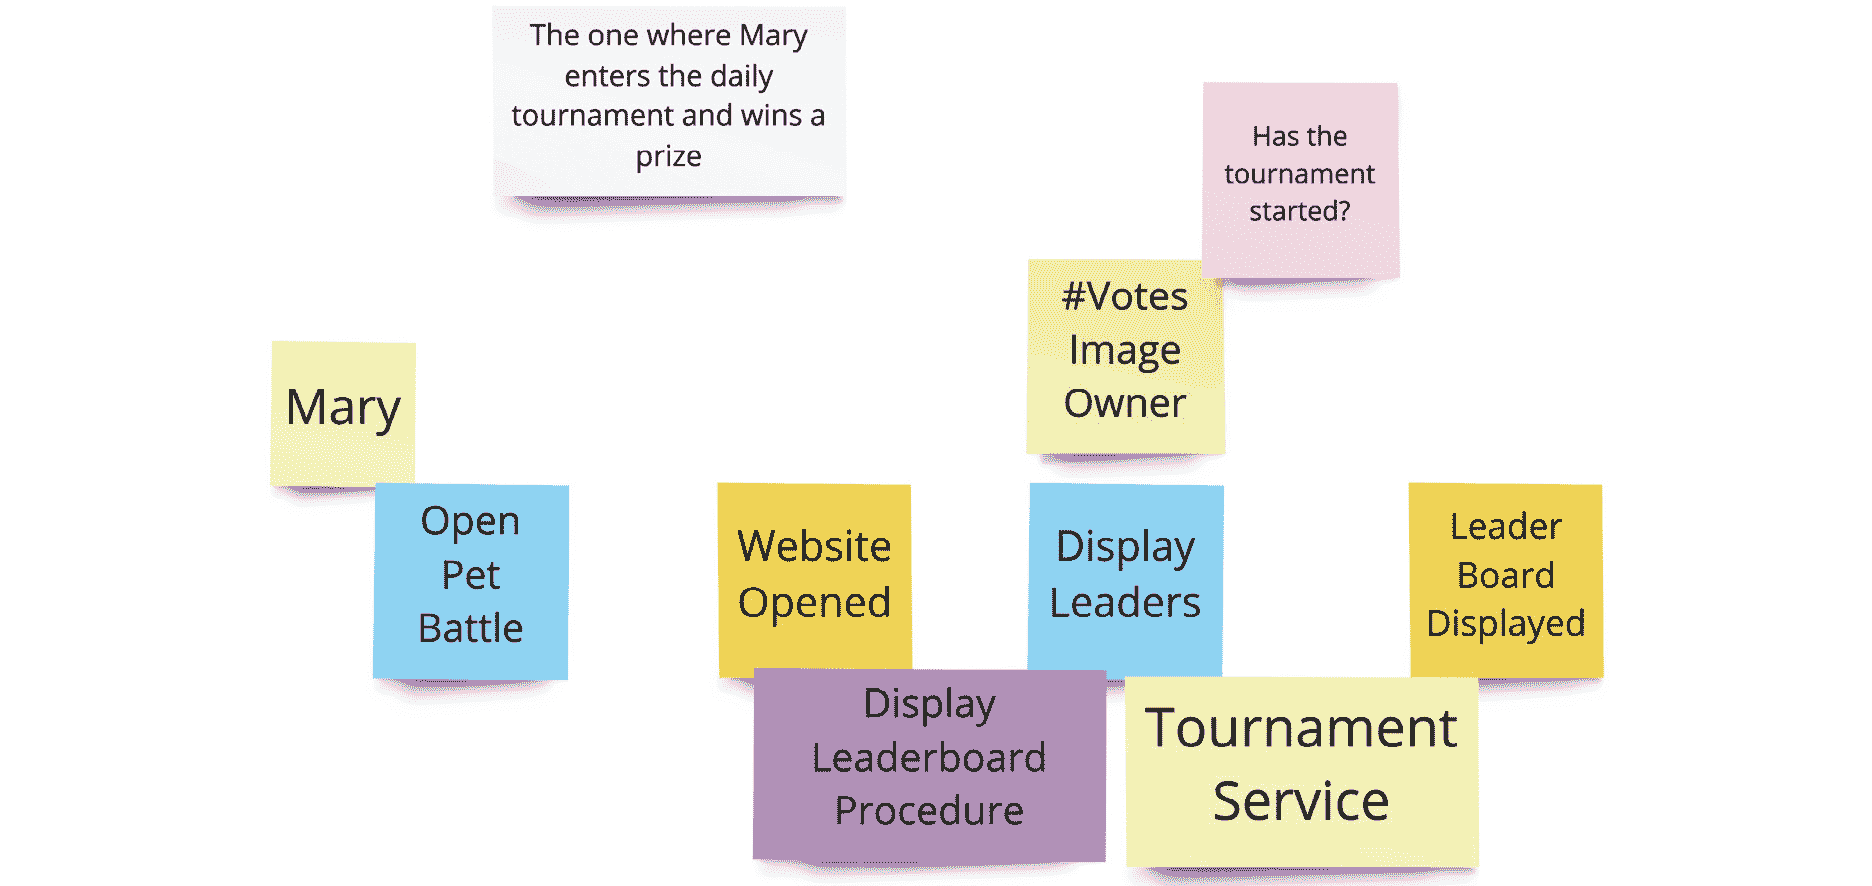 The one where Mary
enters the daily
tournament and wins a
prize
Has the
tournament
started?
#Votes
Image
Owner
Mary
Open
Pet
Battle
Website
Opened
Display
Leaders
Leader
Board
Displayed
Display
Leaderboard
Procedure
Tournament
Service